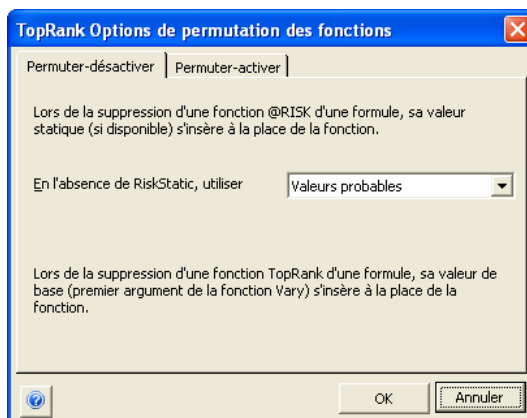 TopRank Options de permutation des fonctions
Permuter-désactiver Permuter-activer
Lors de la suppression d'une fonction @RISK d'une formule, sa valeur
statique (si disponible) s'insère à la place de la fonction.
En l'absence de RiskStatic, utiliser Valeurs probables
Lors de la suppression d'une fonction TopRank d'une formule, sa valeur de
base (premier argument de la fonction Vary) s'insère à la place de la
fonction.
? OK Annuler